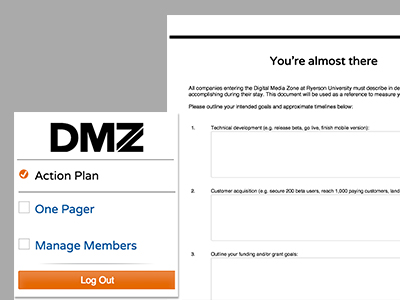 You're almost there
All companies entering the Digital Media Zone at Ryerson University must describe in de
accomplishing during their stay. This document will be used as a reference to measure y
Please outline your intended goals and approximate timelines below:
1. Technical development (e.g. release beta, go live, finish mobile version):
2. Customer acquisition (e.g. secure 200 beta users, reach 1,000 paying customers, land
3. Outline your funding and/or grant goals:
DMZ
Action Plan
One Pager
Manage Members
Log Out